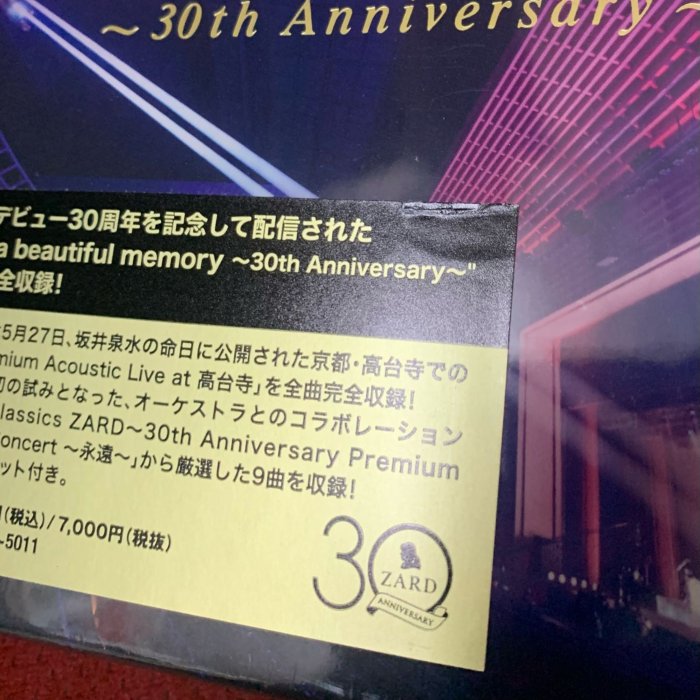 ～30th Anniversary～
デビュー30周年を記念して配信された
a beautiful memory ～30th Anniversary～"
全収録!
5月27日、坂井泉水の命日に公開された京都・高台寺での
mium Acoustic Live at 高台寺」を全曲完全収録!
初の試みとなった、オーケストラとのコラボレーション
lassics ZARD～30th Anniversary Premium
oncert ～永遠～」から厳選した9曲を収録!
ット付き。
(税込)/7,000円(税抜)
-5011
30
ZARD
ANNIVERSARY